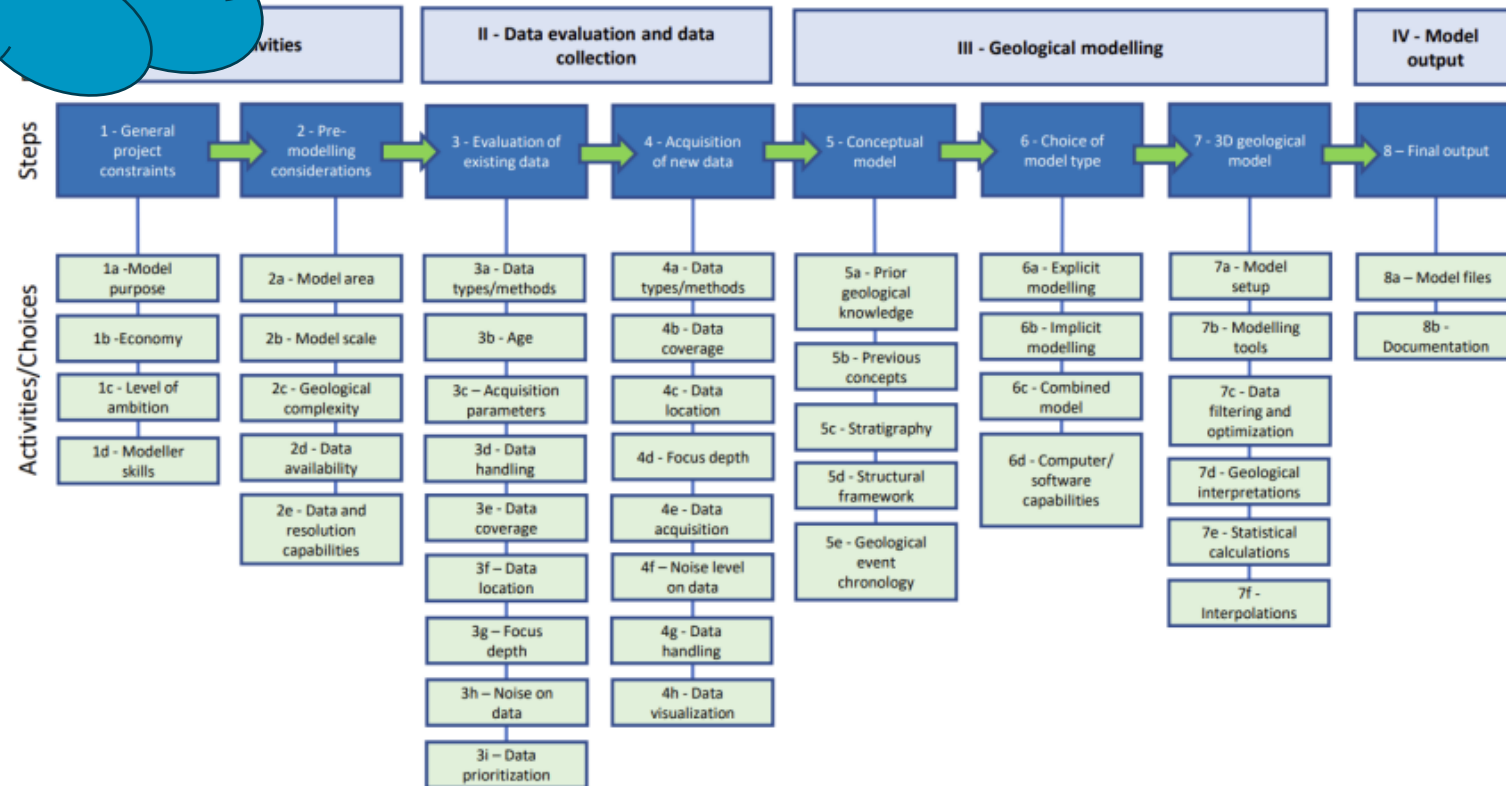 II - Data evaluation and data
collection
III - Geological modelling
IV - Model
output
Steps
1 - General
project
constraints
2 - Pre-
modelling
considerations
3 - Evaluation of
existing data
4 - Acquisition
of new data
5 - Conceptual
model
6 - Choice of
model type
7 - 3D geological
model
8 – Final output
Activities/Choices
1a -Model
purpose
1b -Economy
1c - Level of
ambition
1d - Modeller
skills
2a - Model area
2b - Model scale
2c - Geological
complexity
2d - Data
availability
2e - Data and
resolution
capabilities
3a - Data
types/methods
3b - Age
3c – Acquisition
parameters
3d - Data
handling
3e - Data
coverage
3f – Data
location
3g – Focus
depth
3h – Noise on
data
3i – Data
prioritization
4a - Data
types/methods
4b - Data
coverage
4c - Data
location
4d - Focus depth
4e - Data
acquisition
4f – Noise level
on data
4g - Data
handling
4h - Data
visualization
5a - Prior
geological
knowledge
5b - Previous
concepts
5c - Stratigraphy
5d - Structural
framework
5e - Geological
event
chronology
6a - Explicit
modelling
6b - Implicit
modelling
6c - Combined
model
6d - Computer/
software
capabilities
7a - Model
setup
7b - Modelling
tools
7c - Data
filtering and
optimization
7d - Geological
interpretations
7e - Statistical
calculations
7f -
Interpolations
8a – Model files
8b -
Documentation